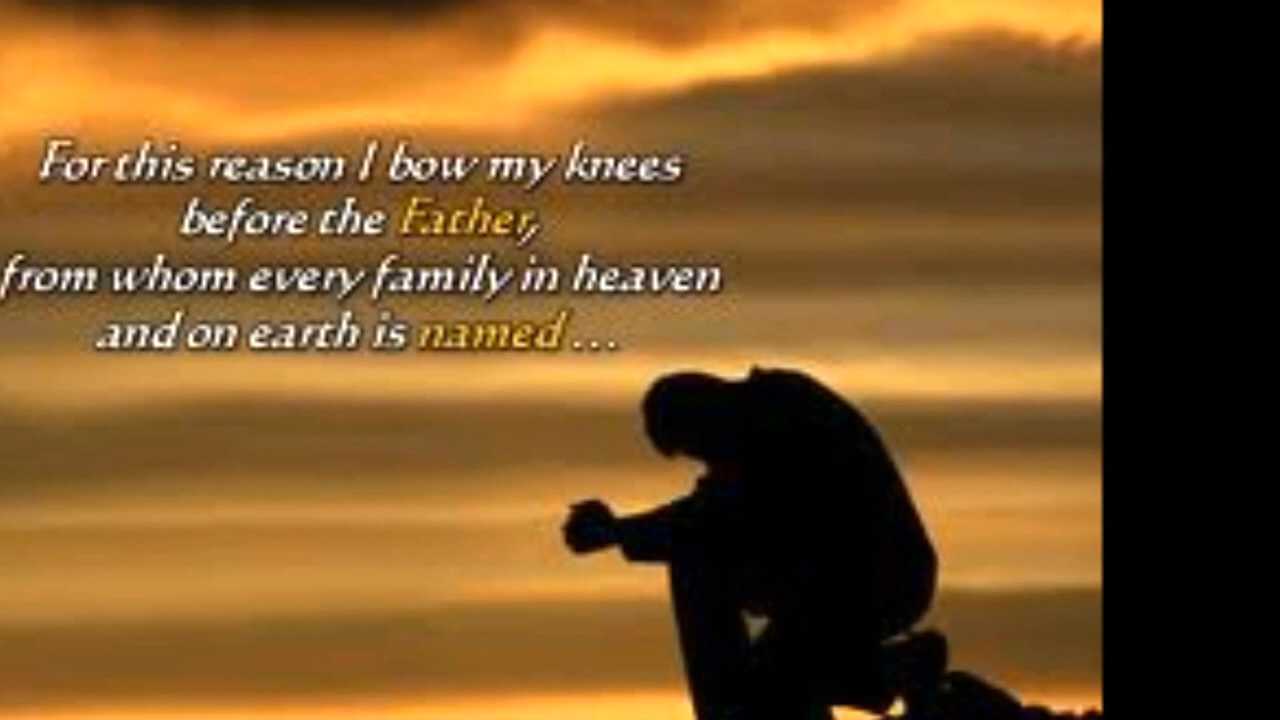 For this reason I bow my knees
before the Father,
from whom every family in heaven
and on earth is named ...